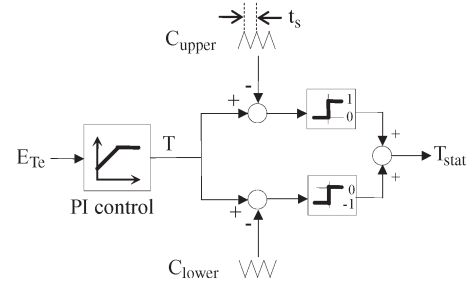 t_s
C_upper
-
+
1
0
T
+
E_Te
T_stat
PI control
+
+
0
-1
-
C_lower